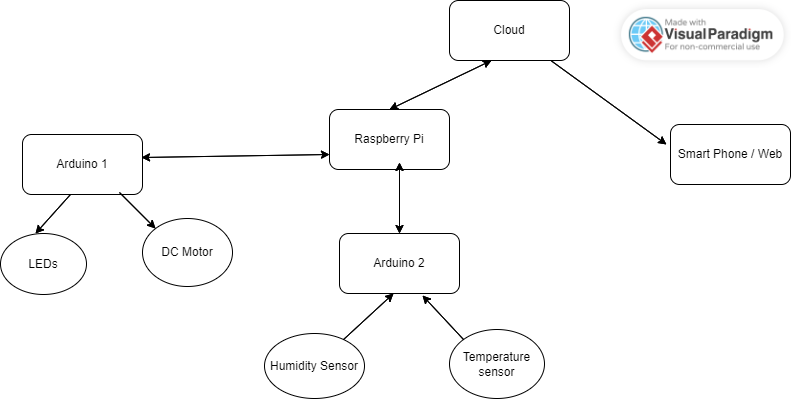 Cloud
Made with
Visual Paradigm
For non-commercial use
Raspberry Pi
Arduino 1
Smart Phone / Web
LEDs
DC Motor
Arduino 2
Humidity Sensor
Temperature
sensor